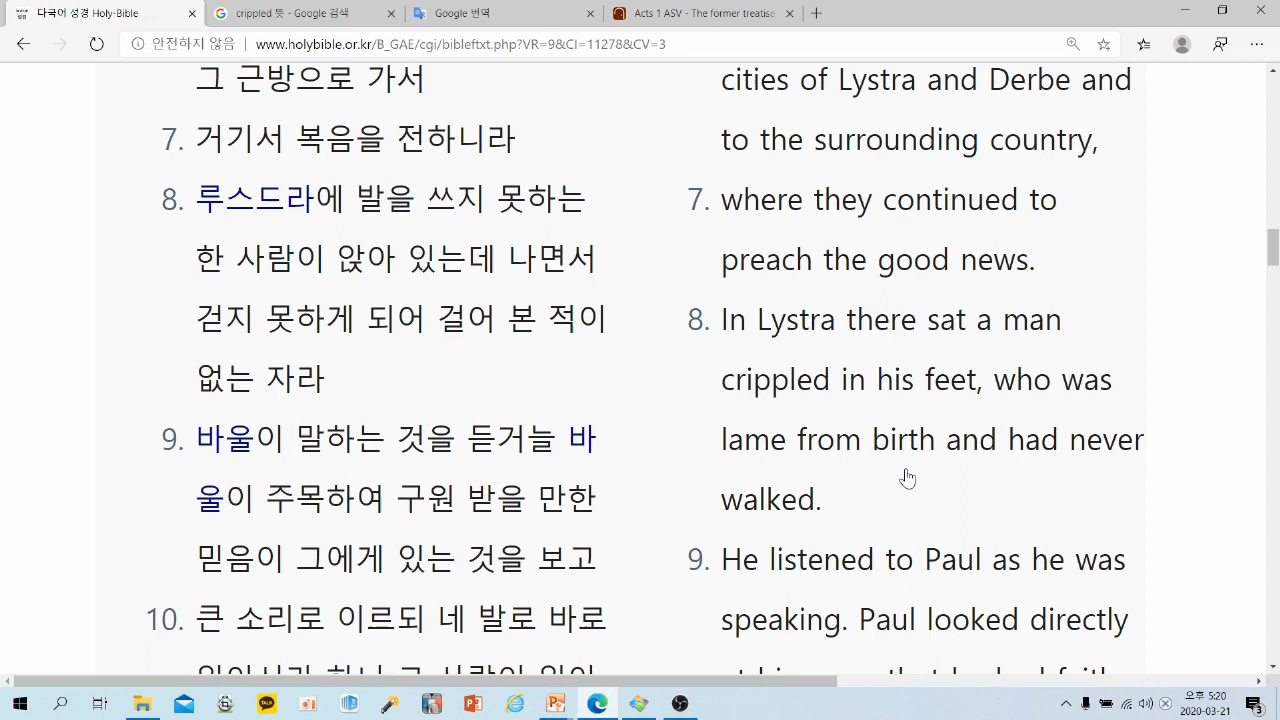 다국어 성경 Holy-Bible
crippled 뜻 - Google 검색
Google 번역
Acts 1 ASV - The former treatise
안전하지 않음
www.holybible.or.kr/B_GAE/cgi/bibleftxt.php?VR=9&CI=11278&CV=3
그 근방으로 가서
7. 거기서 복음을 전하니라
8. 루스드라에 발을 쓰지 못하는
한 사람이 앉아 있는데 나면서
걷지 못하게 되어 걸어 본 적이
없는 자라
9. 바울이 말하는 것을 듣거늘 바
울이 주목하여 구원 받을 만한
믿음이 그에게 있는 것을 보고
10. 큰 소리로 이르되 네 발로 바로
cities of Lystra and Derbe and
to the surrounding country,
7. where they continued to
preach the good news.
8. In Lystra there sat a man
crippled in his feet, who was
lame from birth and had never
walked.
9. He listened to Paul as he was
speaking. Paul looked directly
TALK
오후 5:20
2020-03-21
3